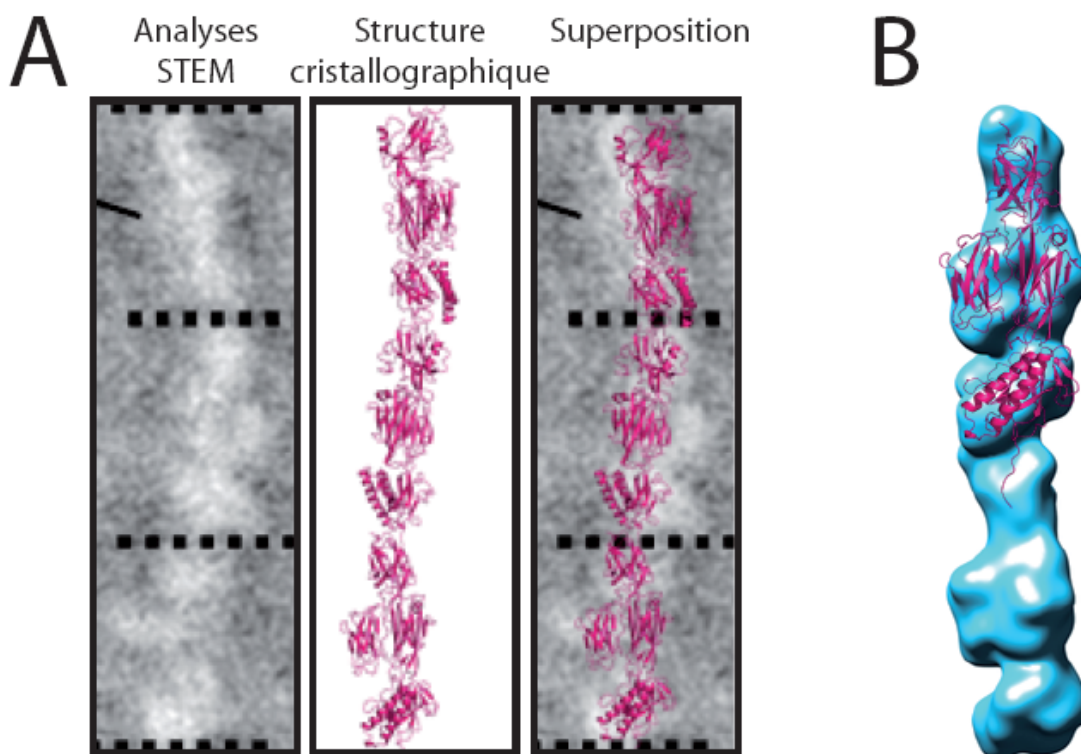 A
Analyses
STEM
Structure
cristallographique
Superposition
B